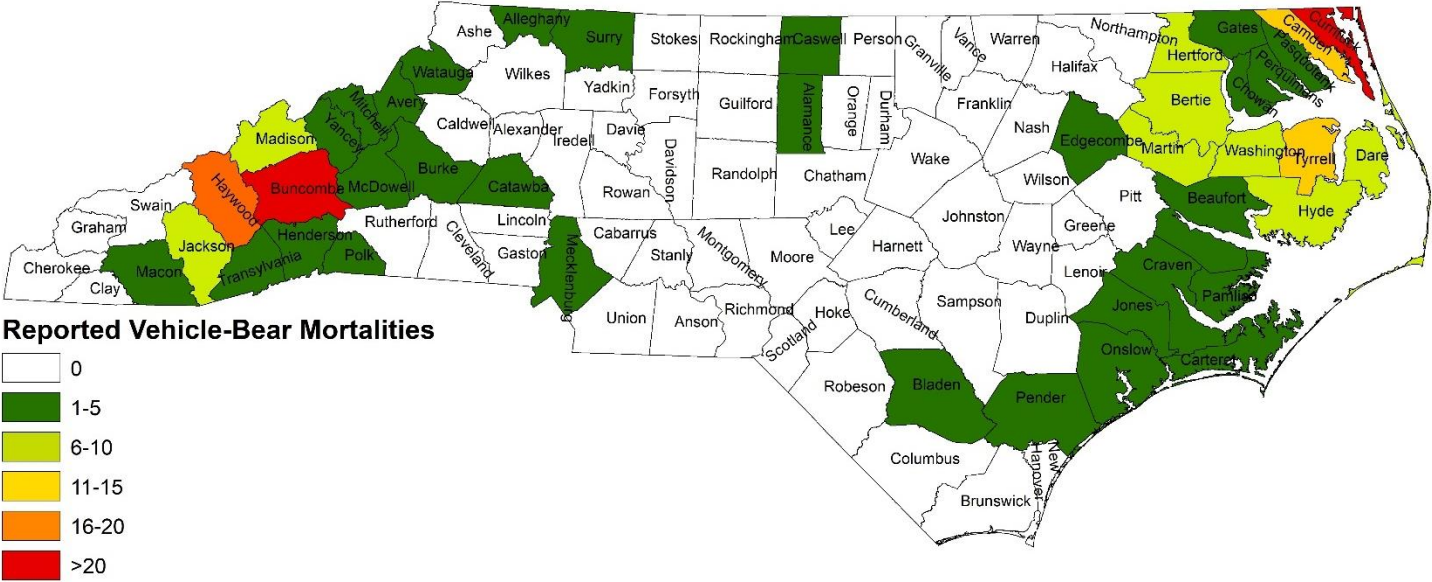 Ashe
Alleghany
Surry
Stokes
Rockingham
Caswell
Person
Granville
Vance
Warren
Northampton
Halifax
Hertford
Gates
Camden
Currituck
Pasquotank
Perquimans
Chowan
Bertie
Watauga
Wilkes
Yadkin
Forsyth
Guilford
Alamance
Orange
Durham
Franklin
Nash
Edgecombe
Martin
Washington
Tyrrell
Dare
Avery
Mitchell
Yancey
Madison
Caldwell
Alexander
Iredell
Davie
Davidson
Randolph
Chatham
Wake
Wilson
Pitt
Beaufort
Hyde
Haywood
Buncombe
McDowell
Burke
Catawba
Rowan
Swain
Graham
Jackson
Henderson
Transylvania
Polk
Rutherford
Cleveland
Lincoln
Gaston
Mecklenburg
Cabarrus
Stanly
Montgomery
Moore
Lee
Harnett
Johnston
Wayne
Greene
Lenoir
Craven
Pamlico
Jones
Cherokee
Clay
Macon
Union
Anson
Richmond
Scotland
Hoke
Cumberland
Sampson
Duplin
Onslow
Carteret
Robeson
Bladen
Pender
Columbus
Brunswick
New
Hanover
Reported Vehicle-Bear Mortalities
0
1-5
6-10
11-15
16-20
>20